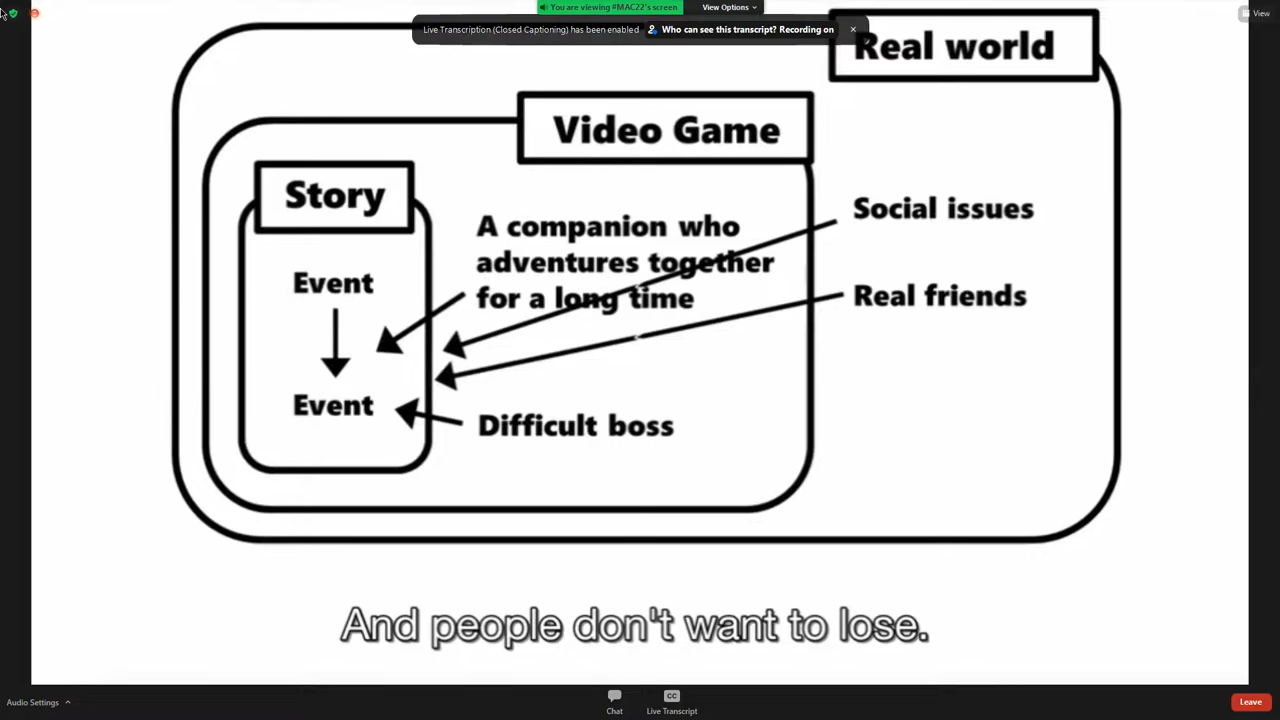 You are viewing #MAC22's screen
View Options
View
Live Transcription (Closed Captioning) has been enabled
Who can see this transcript? Recording on
Real world
Video Game
Story
A companion who
adventures together
for a long time
Social issues
Real friends
Event
Event
Difficult boss
And people don't want to lose.
Audio Settings
Chat
CC
Live Transcript
Leave